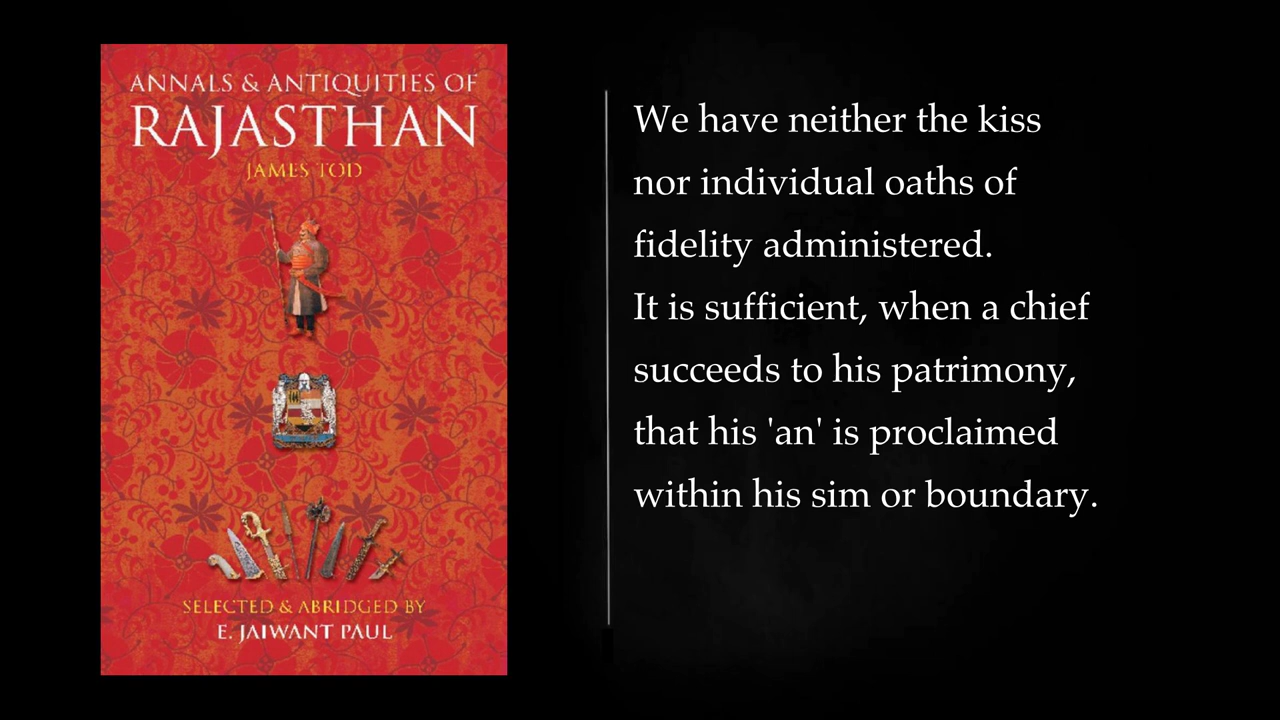 ANNALS & ANTIQUITIES OF
RAJASTHAN
JAMES TOD
SELECTED & ABRIDGED BY
E. JAIWANT PAUL
We have neither the kiss
nor individual oaths of
fidelity administered.
It is sufficient, when a chief
succeeds to his patrimony,
that his 'an' is proclaimed
within his sim or boundary.